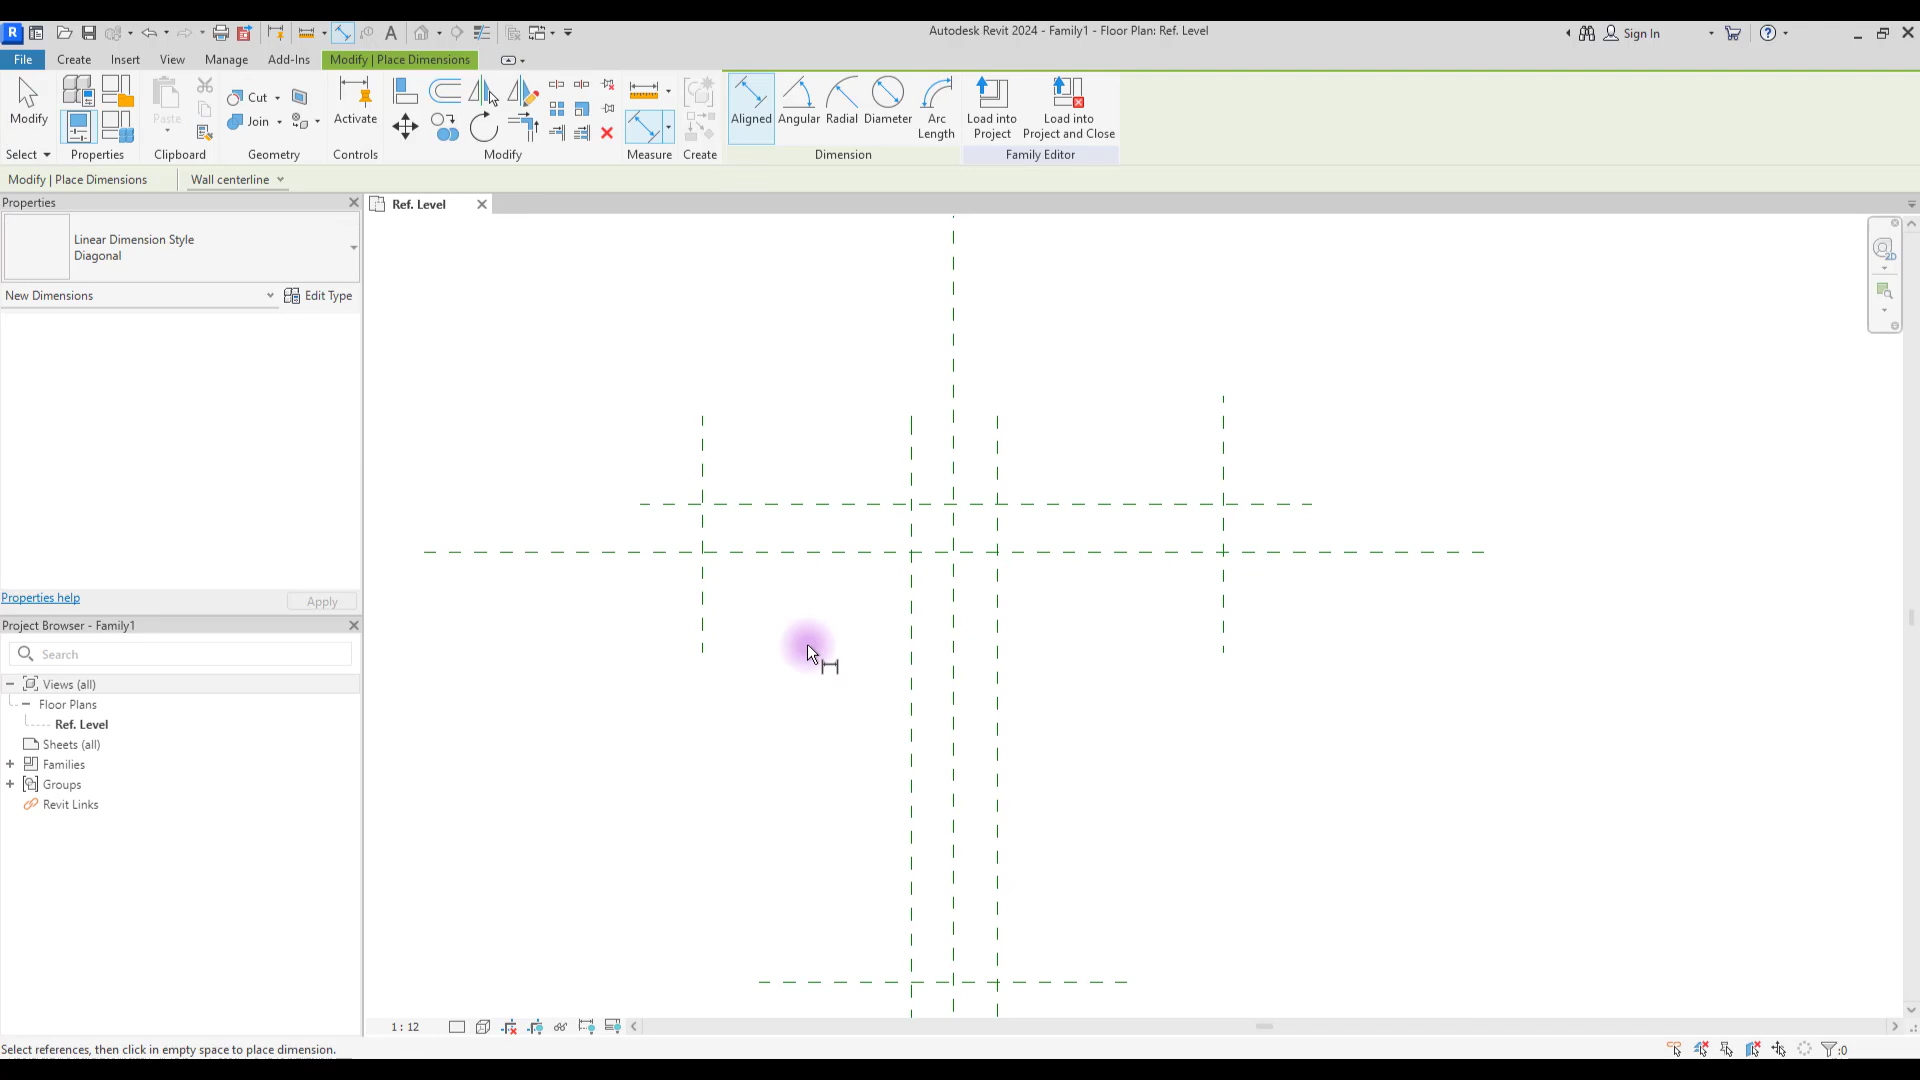 R
A
Autodesk Revit 2024 - Family1 - Floor Plan: Ref. Level
Sign In
File
Create
Insert
View
Manage
Add-Ins
Modify | Place Dimensions
Modify
Paste
Cut
Join
Activate
Aligned
Angular
Radial
Diameter
Arc
Length
Load into
Project
Load into
Project and Close
Select
Properties
Clipboard
Geometry
Controls
Modify
Measure
Create
Dimension
Family Editor
Modify | Place Dimensions
Wall centerline
Properties
Ref. Level
Linear Dimension Style
Diagonal
2D
New Dimensions
Edit Type
Properties help
Apply
Project Browser - Family1
Search
Views (all)
Floor Plans
Ref. Level
Sheets (all)
Families
Groups
Revit Links
1 : 12
Select references, then click in empty space to place dimension.
:0